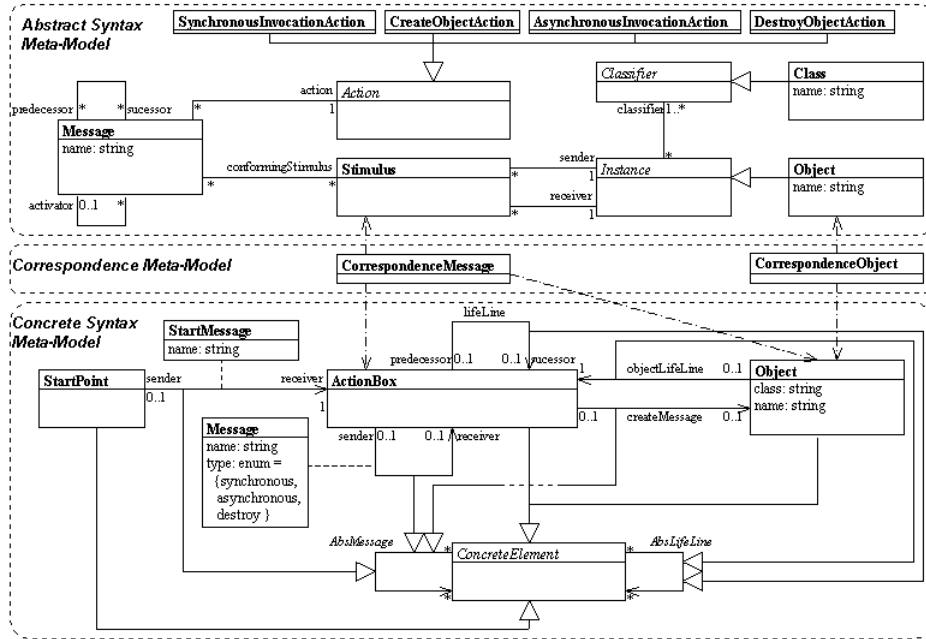 Abstract Syntax
Meta-Model
SynchronousInvocationAction
CreateObjectAction
AsynchronousInvocationAction
DestroyObjectAction
predecessor
*
*
sucessor
Message
name: string
activator
0..1
*
*
action
1
Action
Classifier
classifier
1..*
*
Class
name: string
conformingStimulus
*
*
Stimulus
*
sender
1
receiver
*
1
Instance
Object
name: string
Correspondence Meta-Model
CorrespondenceMessage
CorrespondenceObject
Concrete Syntax
Meta-Model
StartMessage
name: string
lifeLine
predecessor
0..1
0..1
sucessor
StartPoint
sender
0..1
receiver
1
ActionBox
1
objectLifeLine
0..1
0..1
createMessage
0..1
Object
class: string
name: string
Message
name: string
type: enum =
{synchronous,
asynchronous,
destroy }
sender
0..1
0..1
receiver
AbsMessage
*
*
ConcreteElement
*
*
AbsLifeLine